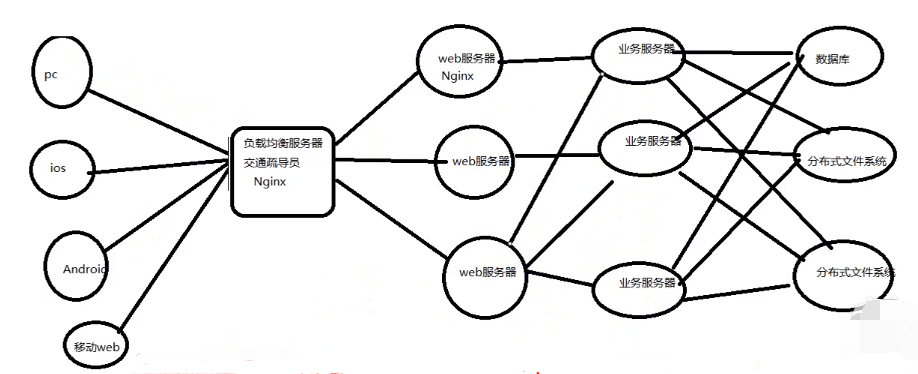 pc
ios
Android
移动web
负载均衡服务器
交通疏导员
Nginx
web服务器
Nginx
web服务器
web服务器
业务服务器
业务服务器
业务服务器
数据库
分布式文件系统
分布式文件系统